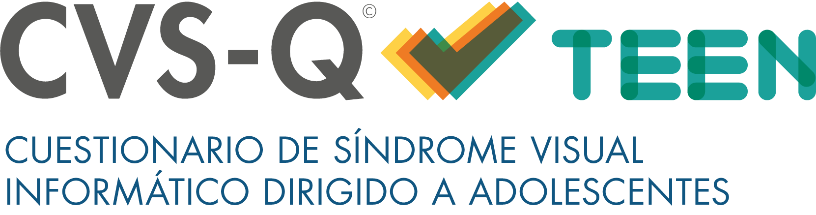 CVS-Q© TEEN
CUESTIONARIO DE SÍNDROME VISUAL
INFORMÁTICO DIRIGIDO A ADOLESCENTES